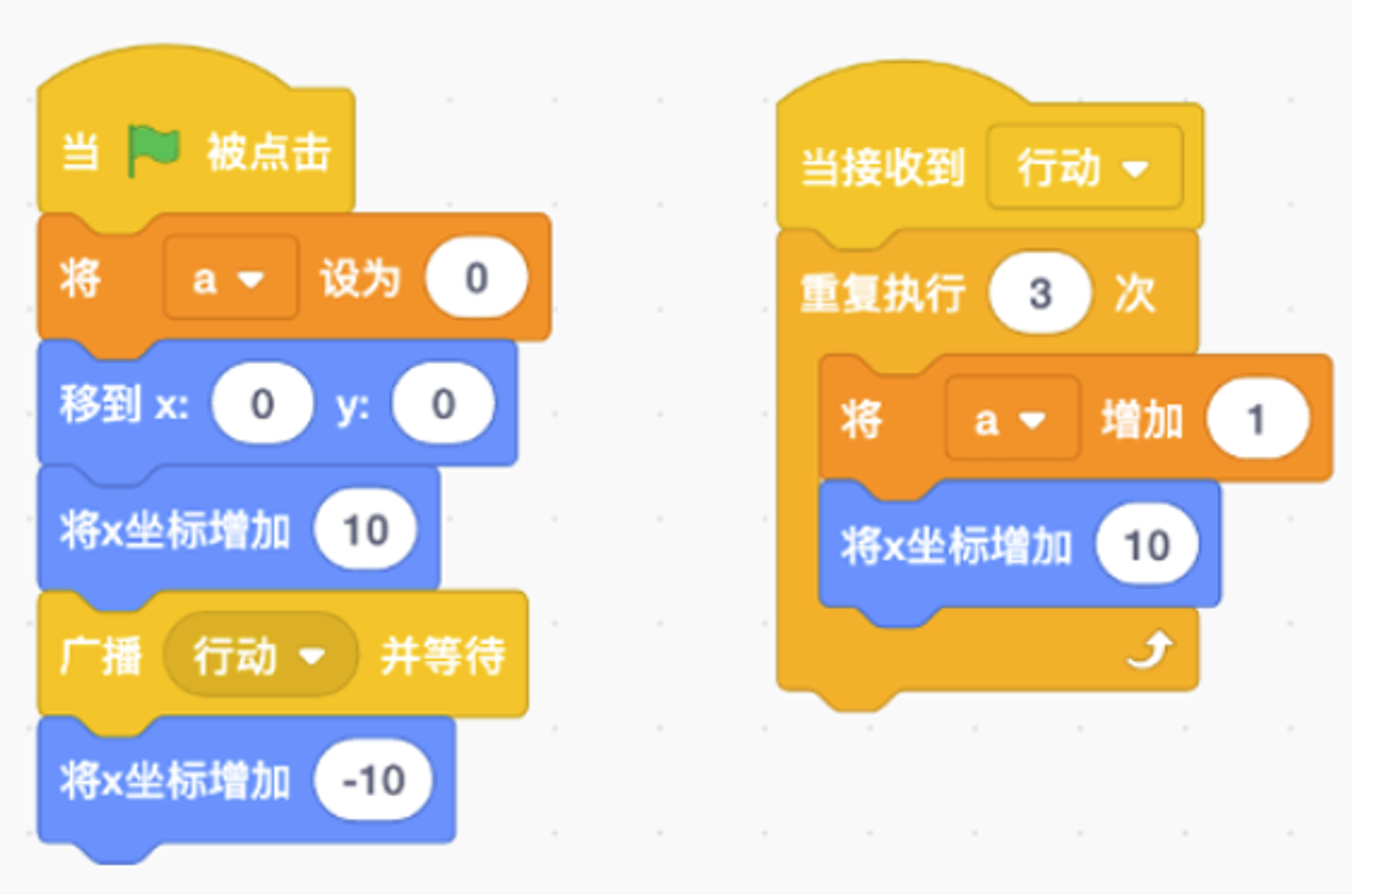 当 被点击
将 a 设为 0
移到 x: 0 y: 0
将x坐标增加 10
广播 行动 并等待
将x坐标增加 -10
当接收到 行动
重复执行 3 次
将 a 增加 1
将x坐标增加 10